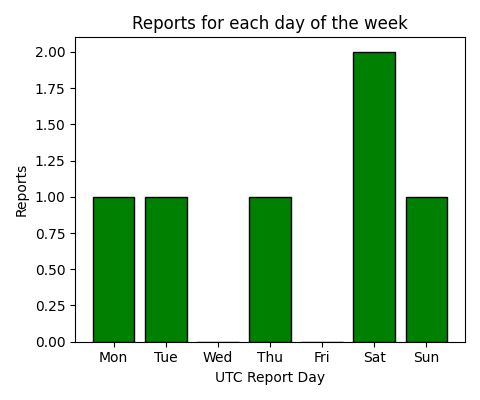 Reports for each day of the week
2.00
1.75
1.50
1.25
1.00
0.75
0.50
0.25
0.00
Reports
Mon Tue Wed Thu Fri Sat Sun
UTC Report Day